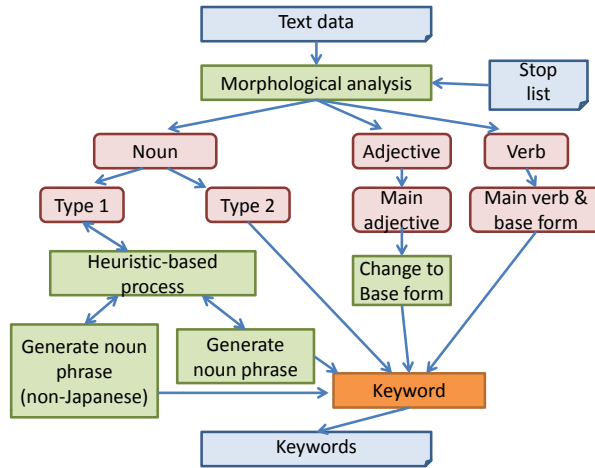 Text data
Morphological analysis
Stop
list
Noun
Adjective
Verb
Type 1
Type 2
Main
adjective
Main verb &
base form
Heuristic-based
process
Change to
Base form
Generate noun
phrase
(non-Japanese)
Generate
noun phrase
Keyword
Keywords